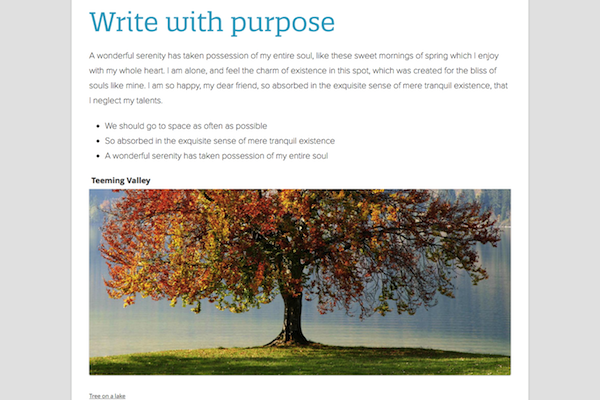 Write with purpose
A wonderful serenity has taken possession of my entire soul, like these sweet mornings of spring which I enjoy
with my whole heart. I am alone, and feel the charm of existence in this spot, which was created for the bliss of
souls like mine. I am so happy, my dear friend, so absorbed in the exquisite sense of mere tranquil existence, that
I neglect my talents.
• We should go to space as often as possible
• So absorbed in the exquisite sense of mere tranquil existence
• A wonderful serenity has taken possession of my entire soul
Teeming Valley
Tree on a lake